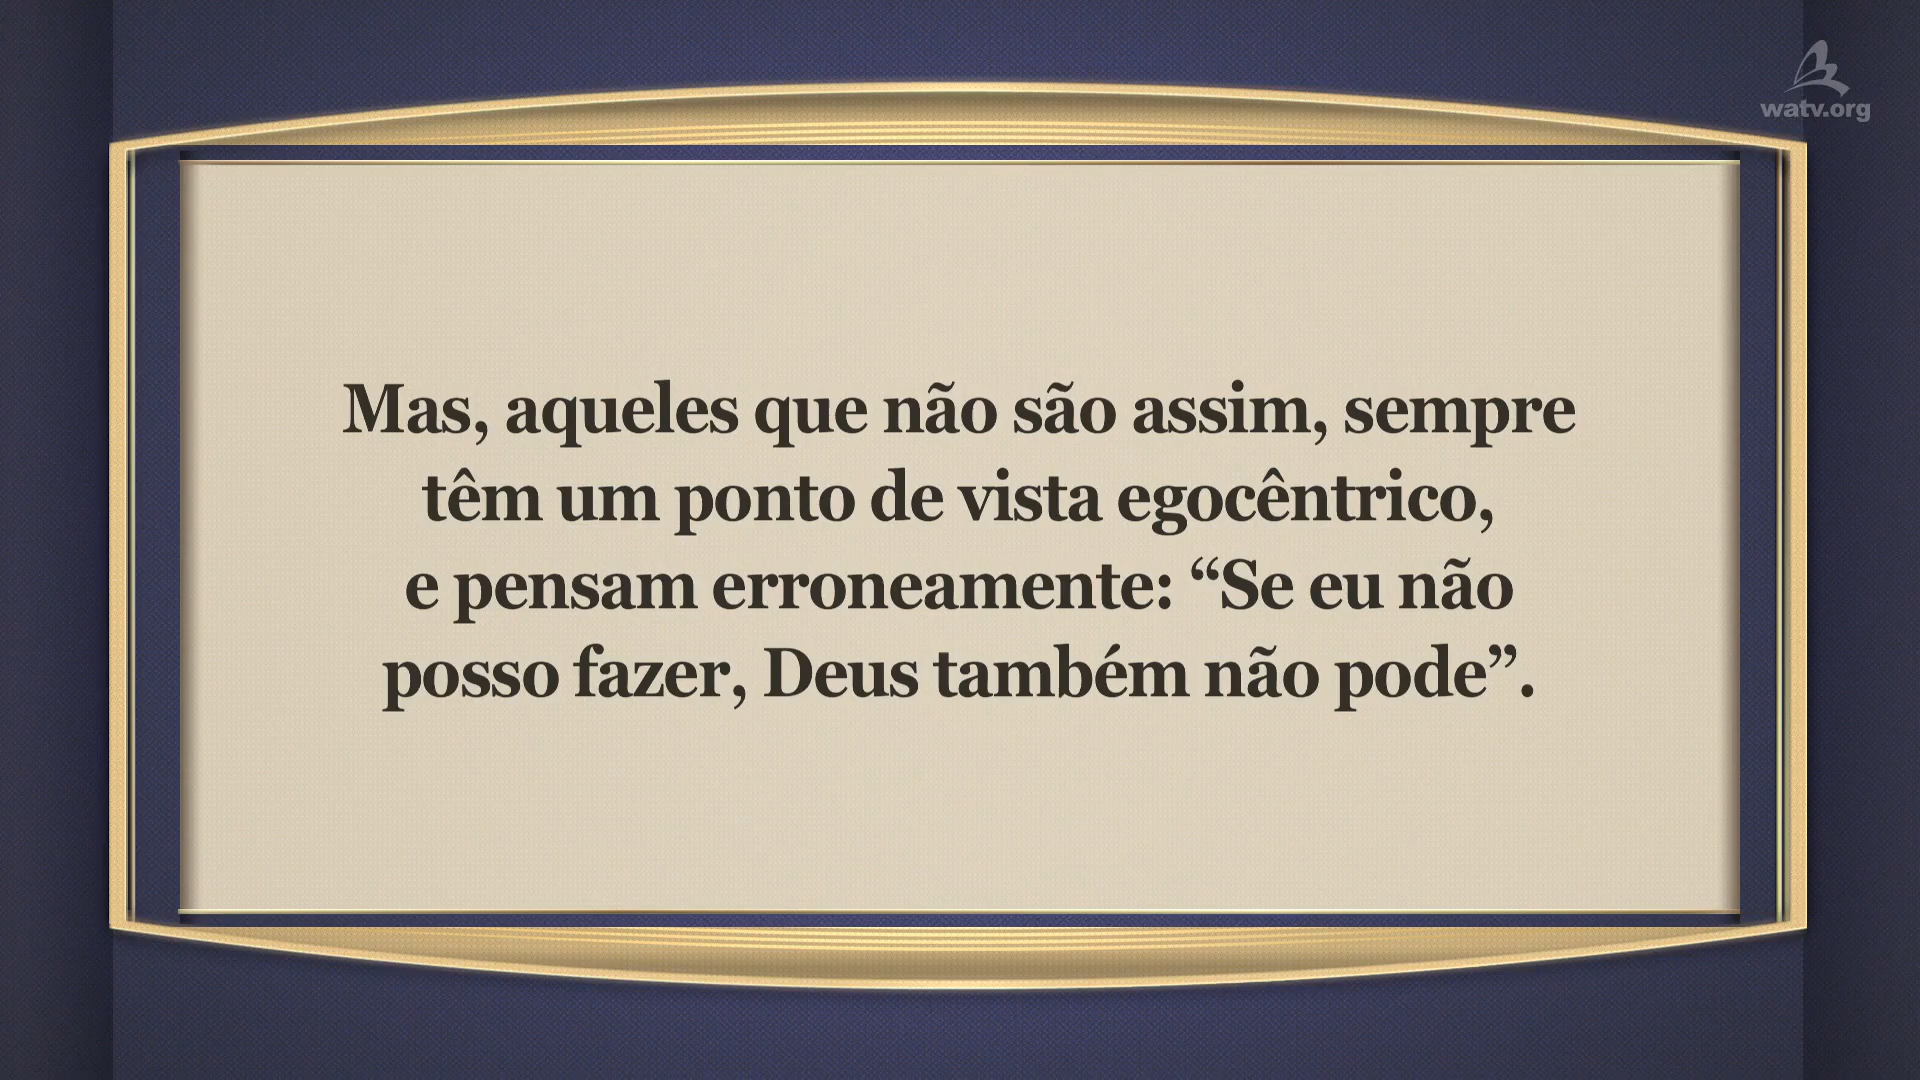 watv.org
Mas, aqueles que não são assim, sempre
têm um ponto de vista egocêntrico,
e pensam erroneamente: “Se eu não
posso fazer, Deus também não pode”.